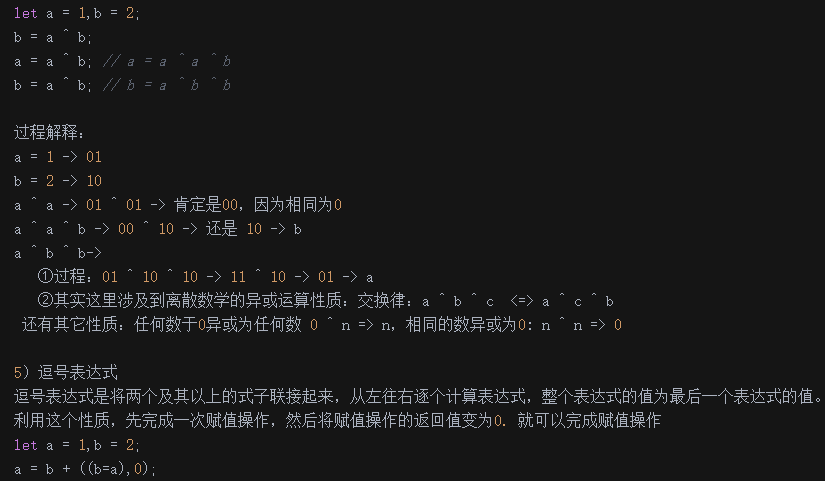 let a = 1,b = 2;
b = a ^ b;
a = a ^ b; // a = a ^ a ^ b
b = a ^ b; // b = a ^ b ^ b
过程解释：
a = 1 -> 01
b = 2 -> 10
a ^ a -> 01 ^ 01 -> 肯定是00，因为相同为0
a ^ a ^ b -> 00 ^ 10 -> 还是 10 -> b
a ^ b ^ b->
①过程：01 ^ 10 ^ 10 -> 11 ^ 10 -> 01 -> a
②其实这里涉及到离散数学的异或运算性质：交换律：a ^ b ^ c <=> a ^ c ^ b
还有其它性质：任何数于0异或为任何数 0 ^ n => n，相同的数异或为0: n ^ n => 0
5) 逗号表达式
逗号表达式是将两个及其以上的式子联接起来，从左往右逐个计算表达式，整个表达式的值为最后一个表达式的值。
利用这个性质，先完成一次赋值操作，然后将赋值操作的返回值变为0. 就可以完成赋值操作
let a = 1,b = 2;
a = b + ((b=a),0);